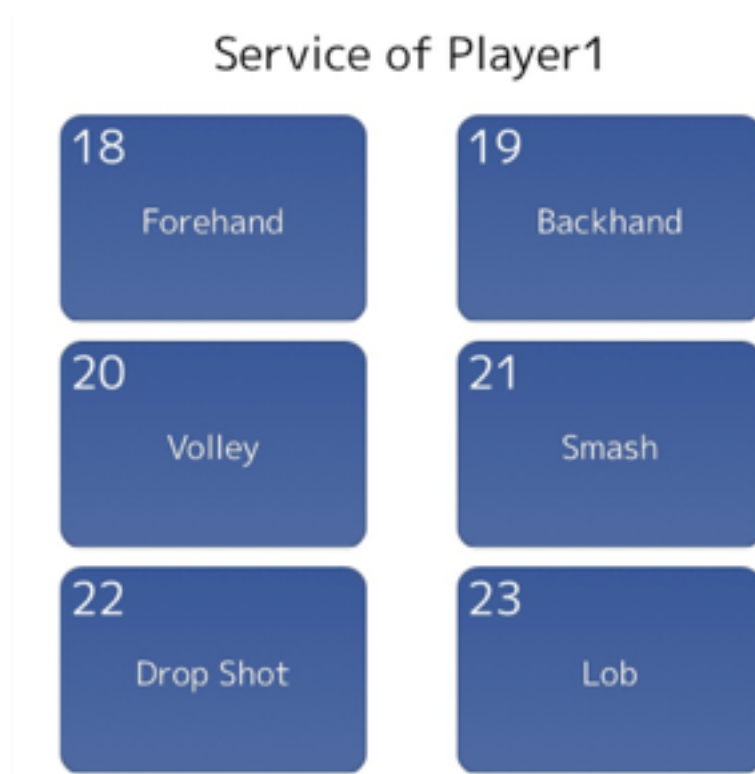 Service of Player1
18
Forehand
19
Backhand
20
Volley
21
Smash
22
Drop Shot
23
Lob